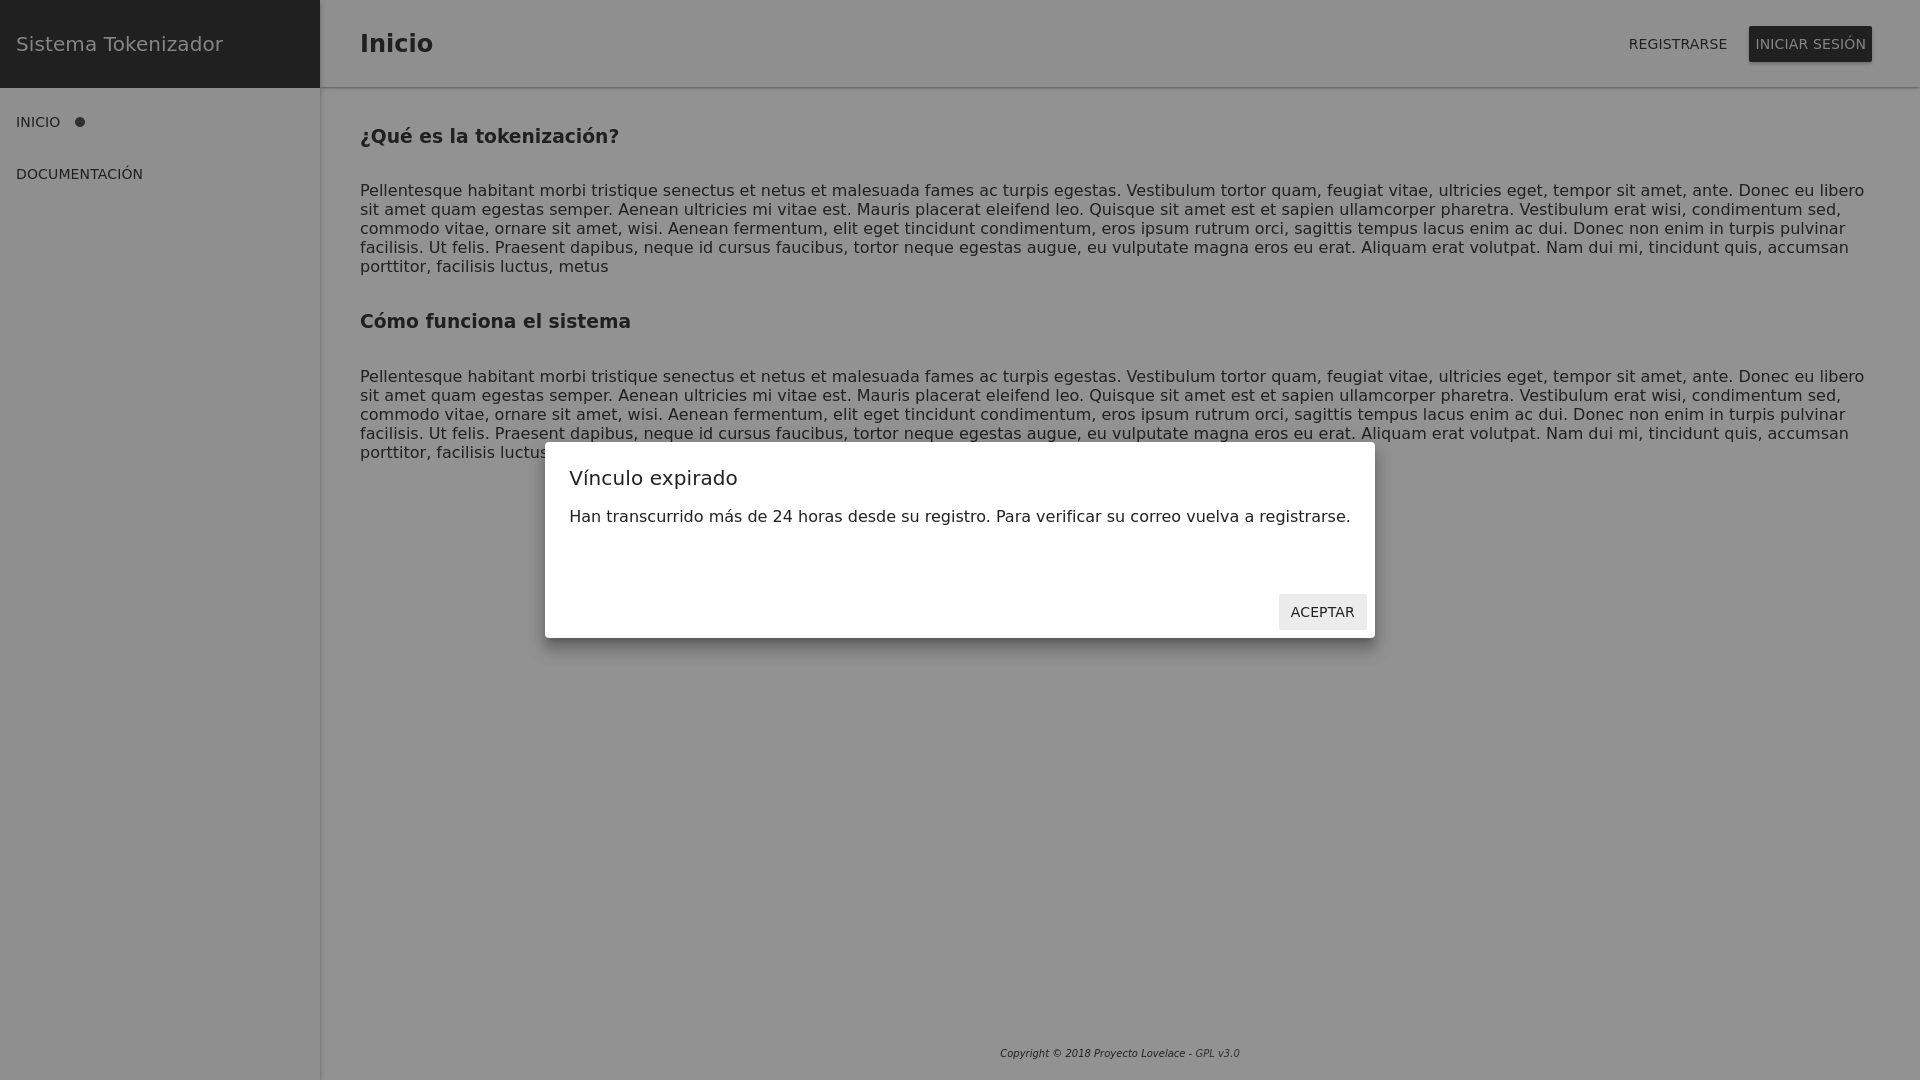 Sistema Tokenizador
Inicio
REGISTRARSE
INICIAR SESIÓN
INICIO
DOCUMENTACIÓN
¿Qué es la tokenización?
Pellentesque habitant morbi tristique senectus et netus et malesuada fames ac turpis egestas. Vestibulum tortor quam, feugiat vitae, ultricies eget, tempor sit amet, ante. Donec eu libero
sit amet quam egestas semper. Aenean ultricies mi vitae est. Mauris placerat eleifend leo. Quisque sit amet est et sapien ullamcorper pharetra. Vestibulum erat wisi, condimentum sed,
commodo vitae, ornare sit amet, wisi. Aenean fermentum, elit eget tincidunt condimentum, eros ipsum rutrum orci, sagittis tempus lacus enim ac dui. Donec non enim in turpis pulvinar
facilisis. Ut felis. Praesent dapibus, neque id cursus faucibus, tortor neque egestas augue, eu vulputate magna eros eu erat. Aliquam erat volutpat. Nam dui mi, tincidunt quis, accumsan
porttitor, facilisis luctus, metus
Cómo funciona el sistema
Pellentesque habitant morbi tristique senectus et netus et malesuada fames ac turpis egestas. Vestibulum tortor quam, feugiat vitae, ultricies eget, tempor sit amet, ante. Donec eu libero
sit amet quam egestas semper. Aenean ultricies mi vitae est. Mauris placerat eleifend leo. Quisque sit amet est et sapien ullamcorper pharetra. Vestibulum erat wisi, condimentum sed,
commodo vitae, ornare sit amet, wisi. Aenean fermentum, elit eget tincidunt condimentum, eros ipsum rutrum orci, sagittis tempus lacus enim ac dui. Donec non enim in turpis pulvinar
facilisis. Ut felis. Praesent dapibus, neque id cursus faucibus, tortor neque egestas augue, eu vulputate magna eros eu erat. Aliquam erat volutpat. Nam dui mi, tincidunt quis, accumsan
porttitor, facilisis luctus
Vínculo expirado
Han transcurrido más de 24 horas desde su registro. Para verificar su correo vuelva a registrarse.
ACEPTAR
Copyright © 2018 Proyecto Lovelace - GPL v3.0